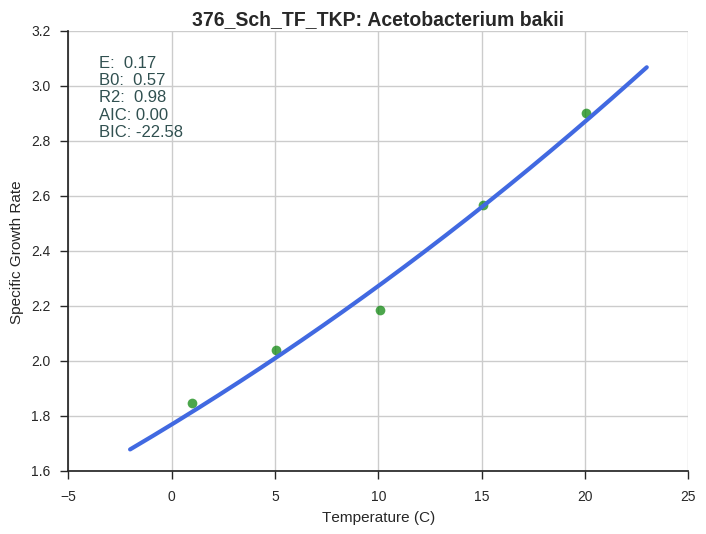 376_Sch_TF_TKP: Acetobacterium bakii
E:  0.17
B0:  0.57
R2:  0.98
AIC: 0.00
BIC: -22.58
3.2
3.0
2.8
2.6
2.4
2.2
2.0
1.8
1.6
Specific Growth Rate
−5 0 5 10 15 20 25
Temperature (C)